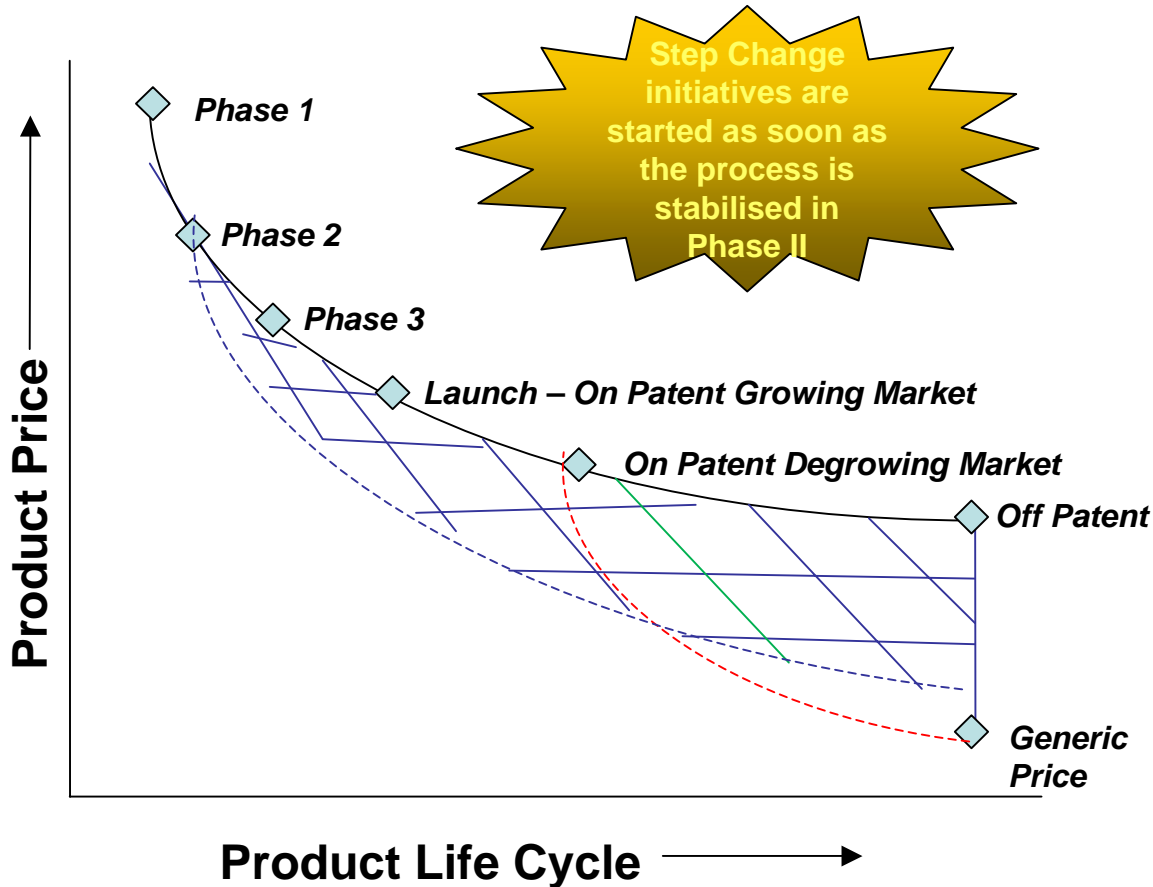 Step Change
initiatives are
started as soon as
the process is
stabilised in
Phase II
Phase 1
Phase 2
Phase 3
Launch – On Patent Growing Market
On Patent Degrowing Market
Off Patent
Generic
Price
Product Price
Product Life Cycle